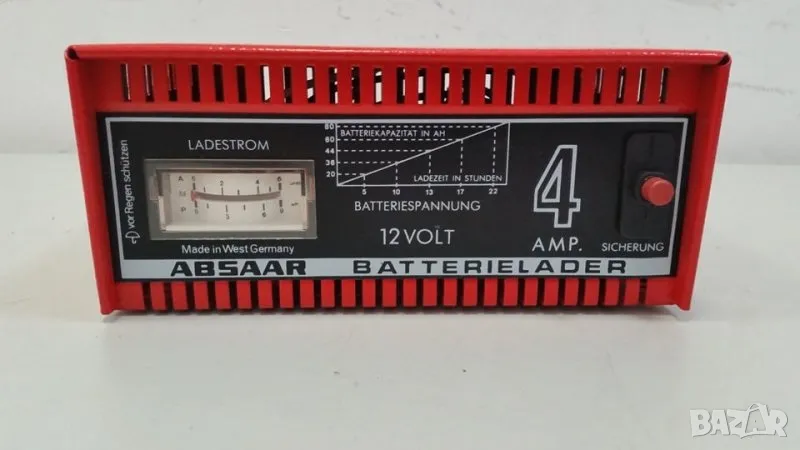 vor Regen schützen
LADESTROM
A
Made in West Germany
BATTERIEKAPAZITÄT IN AH
80
60
44
36
20
LADEZEIT IN STUNDEN
5 10 13 17 22
BATTERIESPANNUNG
12 VOLT
4
AMP.
SICHERUNG
ABSAAR BATTERIELADER
BAZAR